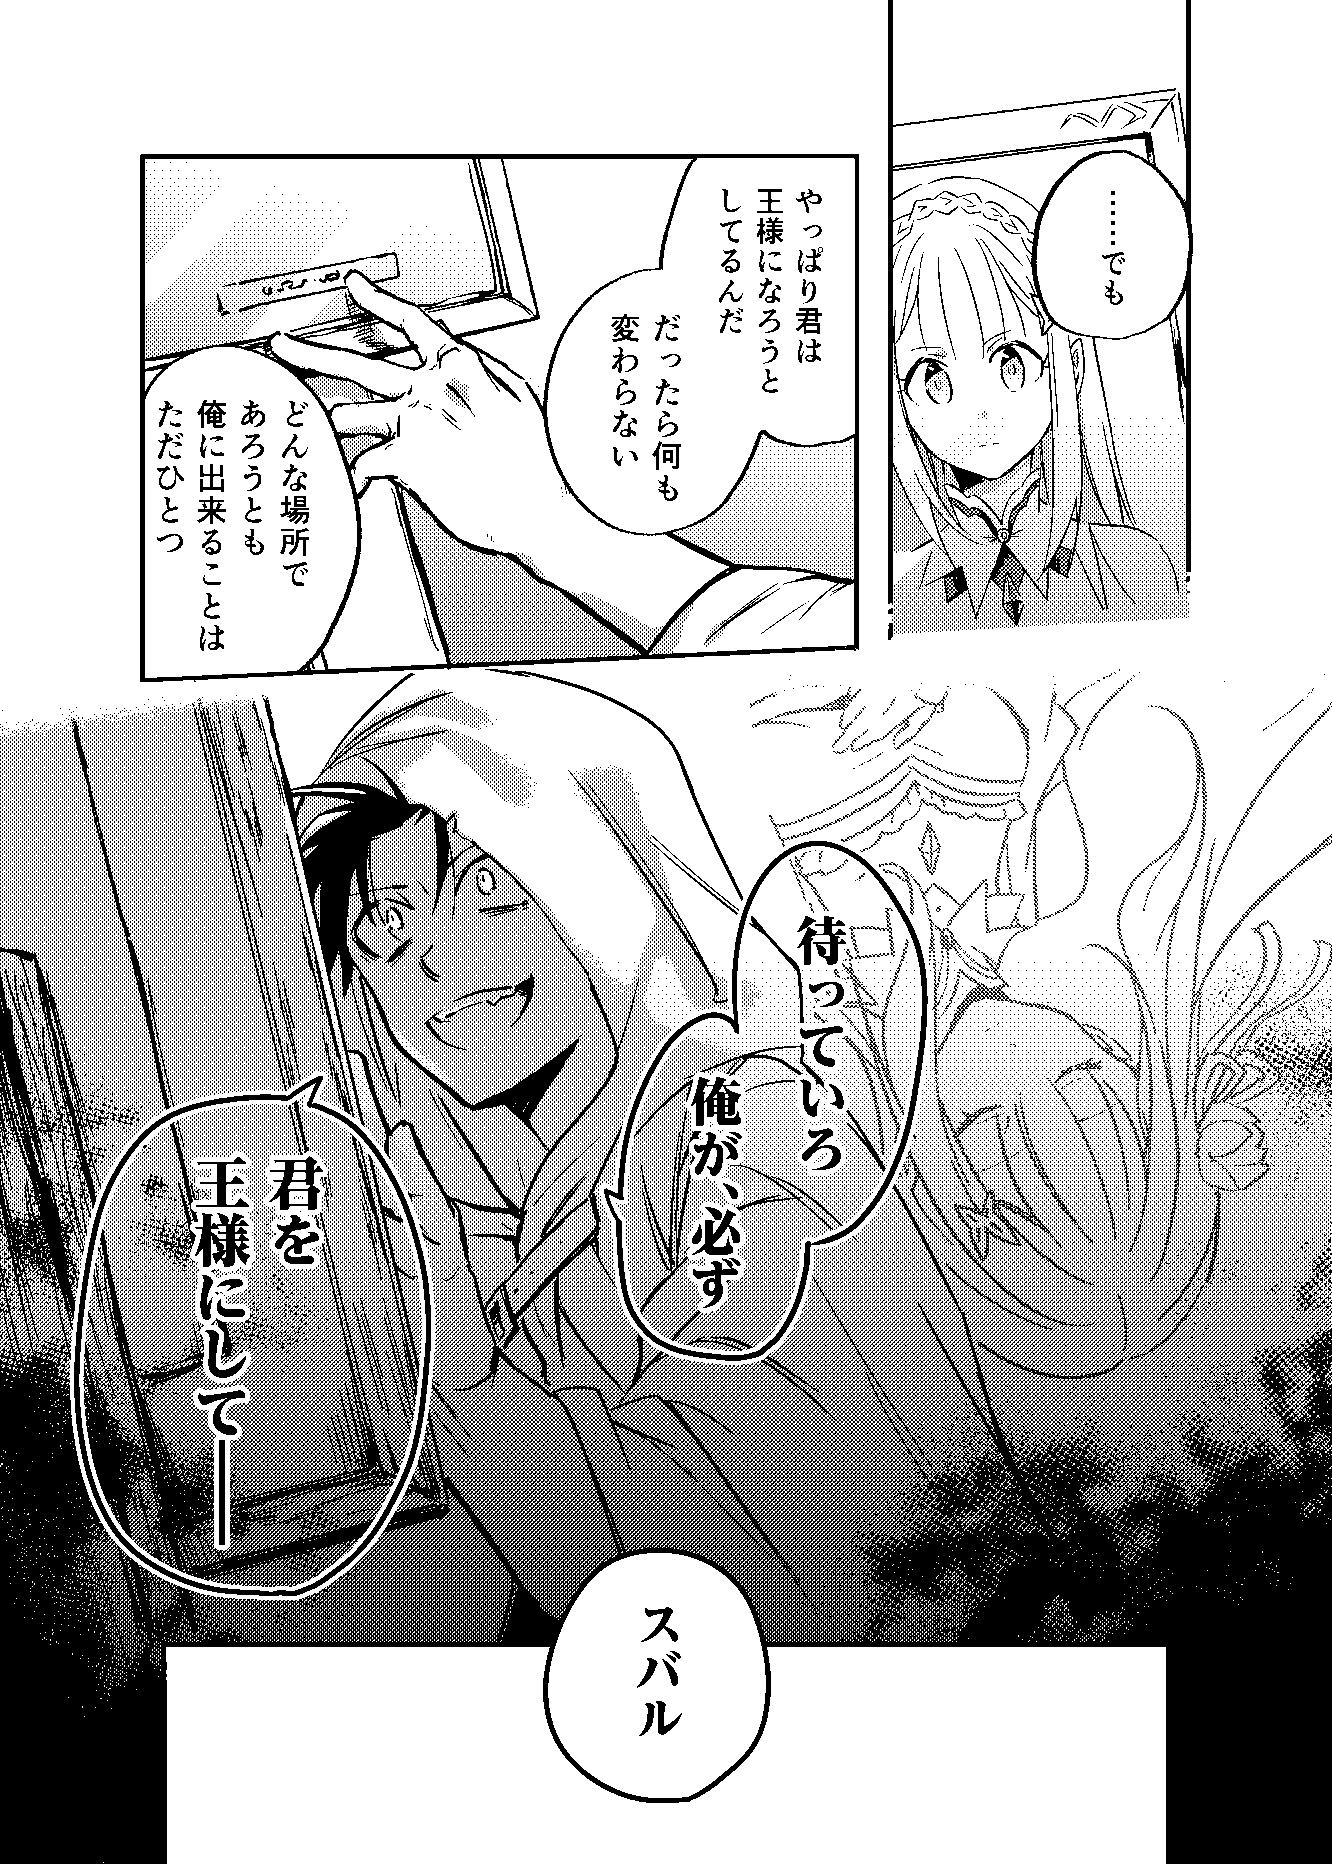 ……でも
やっぱり君は
王様になろうと
してるんだ
だったら何も
変わらない
どんな場所で
あろうとも
俺に出来ることは
ただひとつ
待っていろ
俺が、必ず
君を
王様にして──
スバル